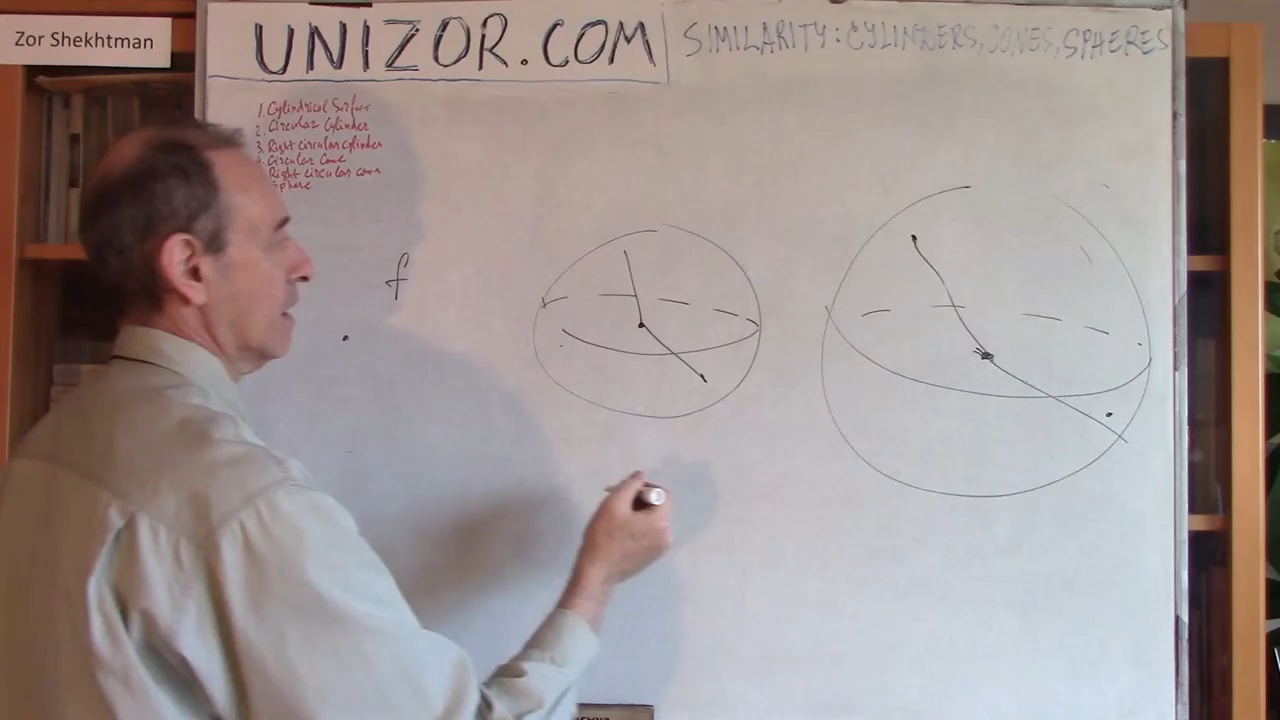 Zor Shekhtman
UNIZOR.COM
SIMILARITY: CYLINDERS, CONES, SPHERES
1. Cylindrical Surface
2. Circular Cylinder
3. Right circular cylinder
4. Circular Cone
Right circular cone
Sphere
f